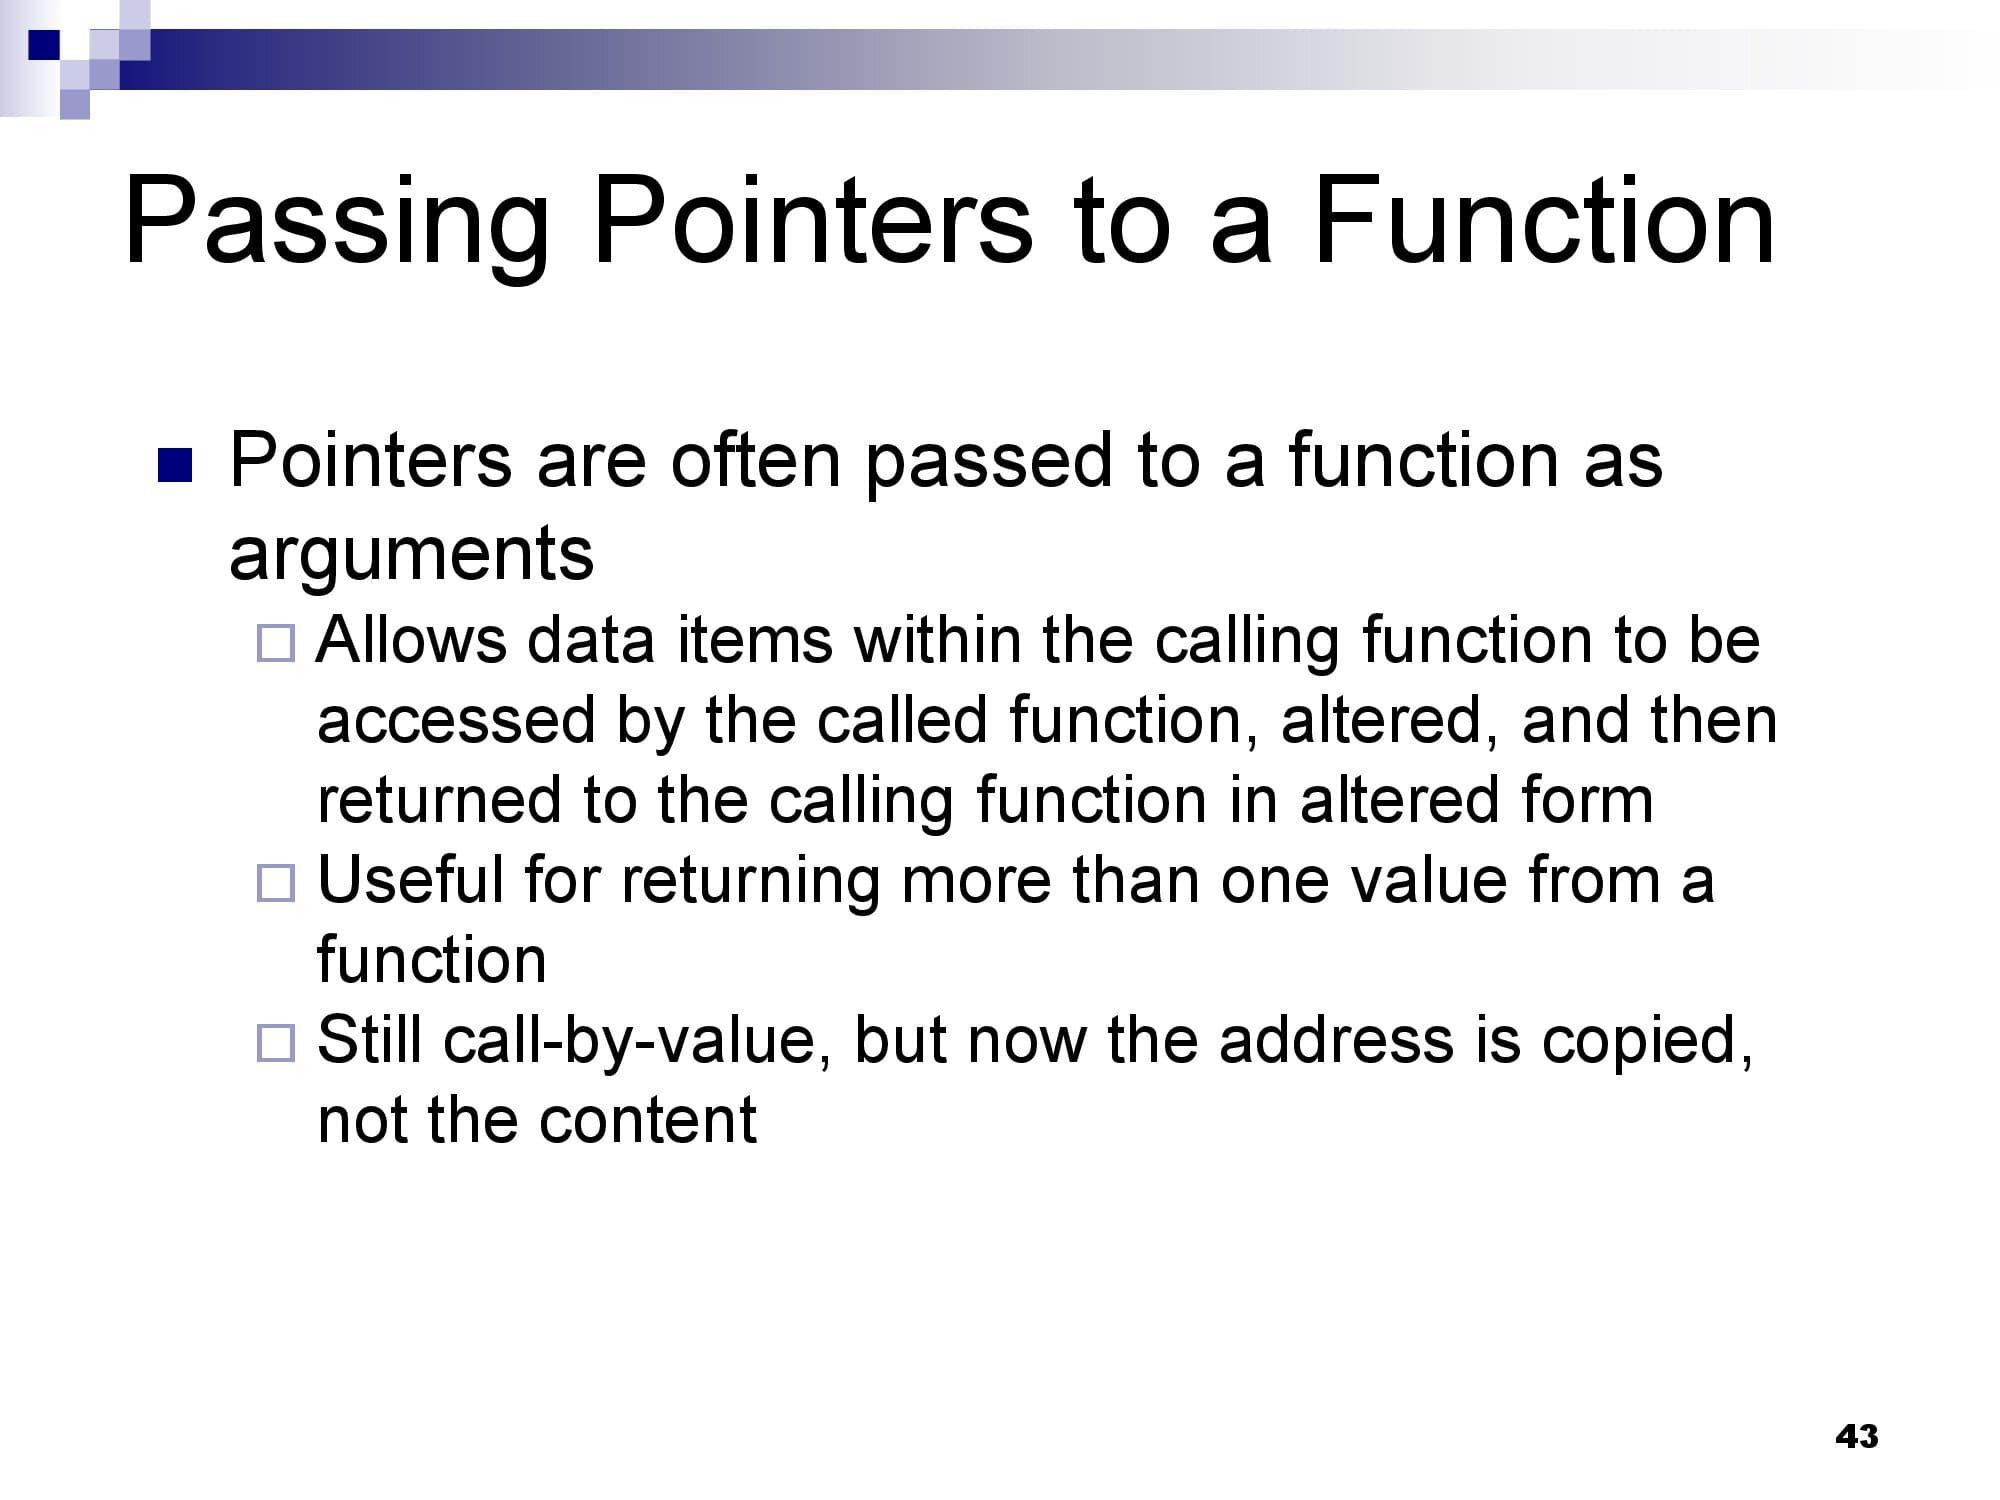 Passing Pointers to a Function
Pointers are often passed to a function as
arguments
Allows data items within the calling function to be
accessed by the called function, altered, and then
returned to the calling function in altered form
Useful for returning more than one value from a
function
Still call-by-value, but now the address is copied,
not the content
43